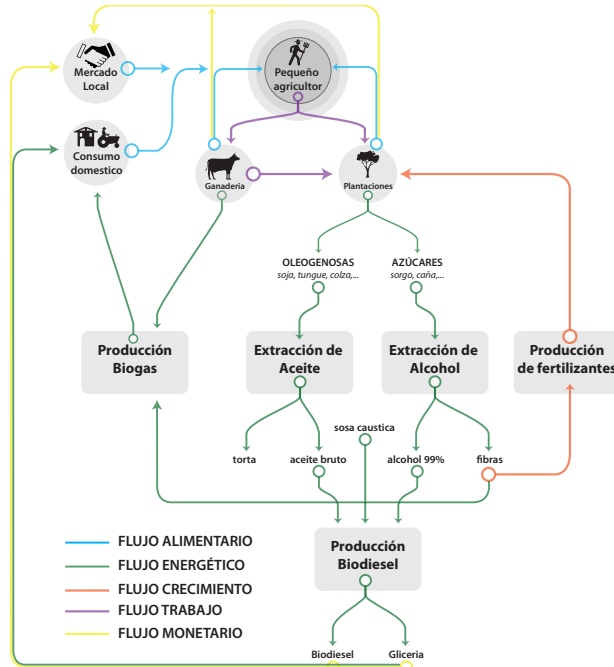 Mercado
Local
Pequeño
agricultor
Consumo
domestico
Ganaderia
Plantaciones
OLEOGENOSAS
soja, tungue, colza,...
AZÚCARES
sorgo, caña,...
Producción
Biogas
Extracción de
Aceite
Extracción de
Alcohol
Producción
de fertilizantes
sosa caustica
torta
aceite bruto
alcohol 99%
fibras
Producción
Biodiesel
FLUJO ALIMENTARIO
FLUJO ENERGÉTICO
FLUJO CRECIMIENTO
FLUJO TRABAJO
FLUJO MONETARIO
Biodiesel
Gliceria